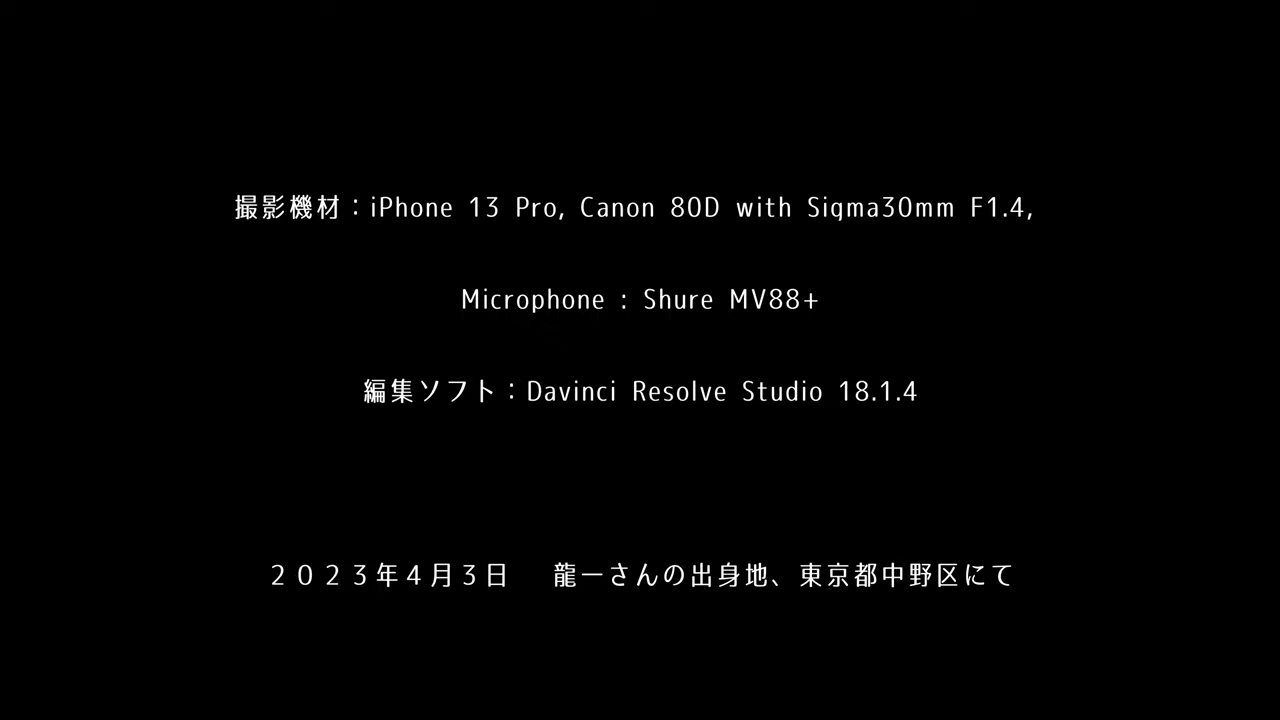 撮影機材：iPhone 13 Pro, Canon 80D with Sigma30mm F1.4,
Microphone : Shure MV88+
編集ソフト：Davinci Resolve Studio 18.1.4
２０２３年４月３日　龍一さんの出身地、東京都中野区にて